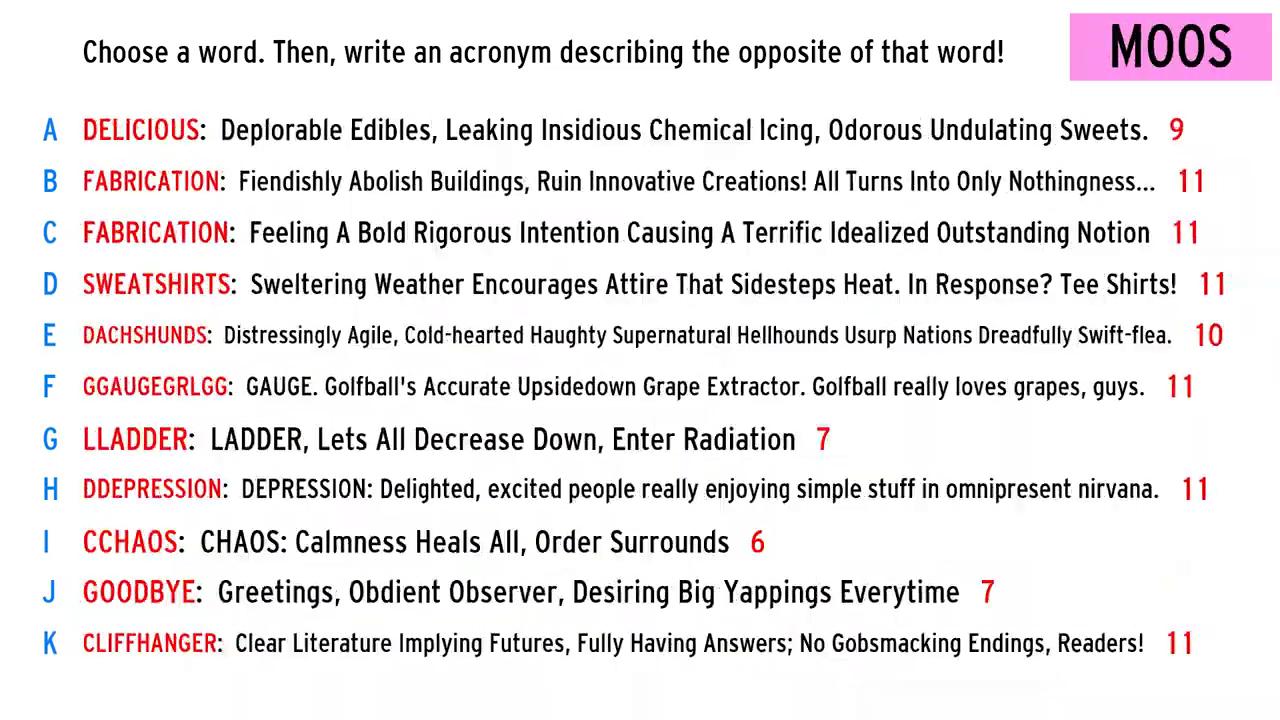 Choose a word. Then, write an acronym describing the opposite of that word!
MOOS
A DELICIOUS: Deplorable Edibles, Leaking Insidious Chemical Icing, Odorous Undulating Sweets. 9
B FABRICATION: Fiendishly Abolish Buildings, Ruin Innovative Creations! All Turns Into Only Nothingness... 11
C FABRICATION: Feeling A Bold Rigorous Intention Causing A Terrific Idealized Outstanding Notion 11
D SWEATSHIRTS: Sweltering Weather Encourages Attire That Sidesteps Heat. In Response? Tee Shirts! 11
E DACHSHUNDS: Distressingly Agile, Cold-hearted Haughty Supernatural Hellhounds Usurp Nations Dreadfully Swift-flea. 10
F GGAUGEGRLGG: GAUGE. Golfball's Accurate Upsidedown Grape Extractor. Golfball really loves grapes, guys. 11
G LLADDER: LADDER, Lets All Decrease Down, Enter Radiation 7
H DDEPRESSION: DEPRESSION: Delighted, excited people really enjoying simple stuff in omnipresent nirvana. 11
I CCHAOS: CHAOS: Calmness Heals All, Order Surrounds 6
J GOODBYE: Greetings, Obdient Observer, Desiring Big Yappings Everytime 7
K CLIFFHANGER: Clear Literature Implying Futures, Fully Having Answers; No Gobsmacking Endings, Readers! 11